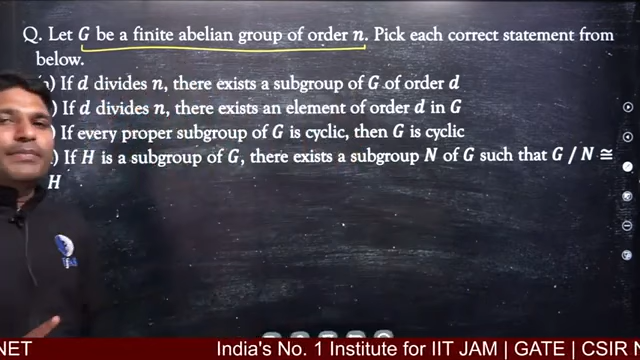 Q. Let G be a finite abelian group of order n. Pick each correct statement from
below.
) If d divides n, there exists a subgroup of G of order d
) If d divides n, there exists an element of order d in G
) If every proper subgroup of G is cyclic, then G is cyclic
) If H is a subgroup of G, there exists a subgroup N of G such that G/N ≅
H
NET India's No. 1 Institute for IIT JAM | GATE | CSIR N